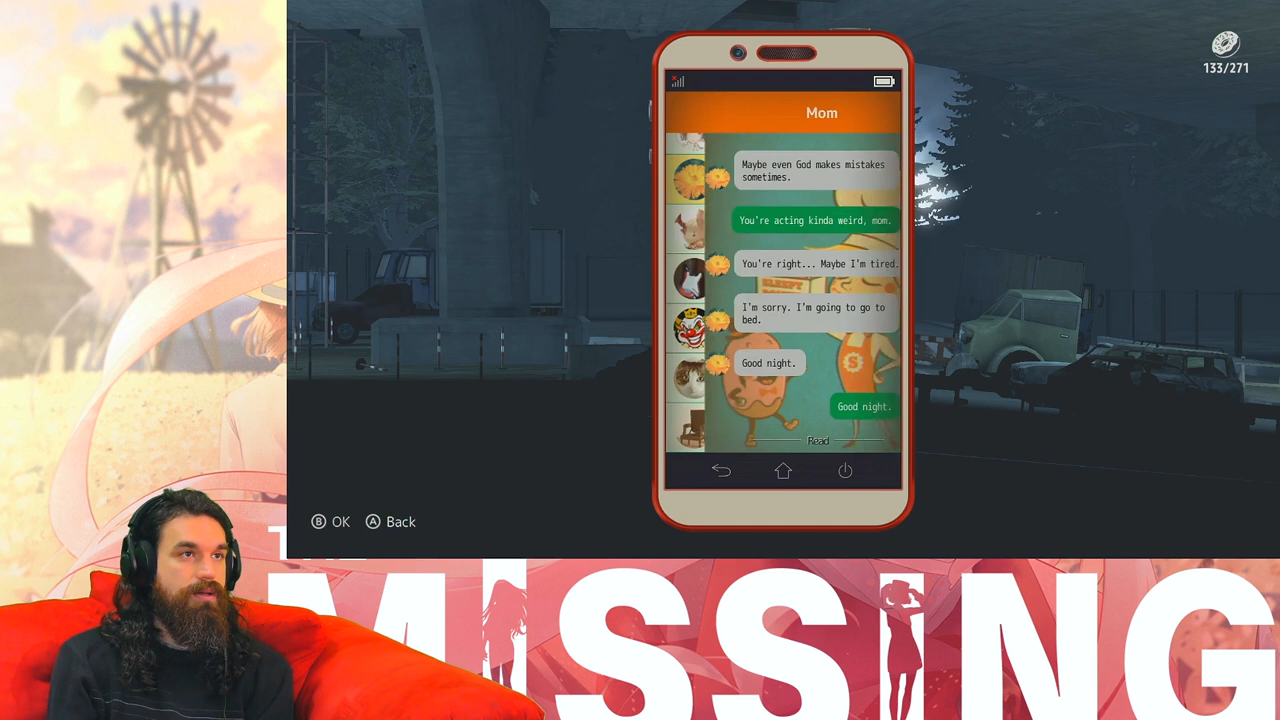 133/271
Mom
Maybe even God makes mistakes
sometimes.
You're acting kinda weird, mom.
You're right... Maybe I'm tired.
I'm sorry. I'm going to go to
bed.
Good night.
Good night.
Read
B OK A Back
MISSING